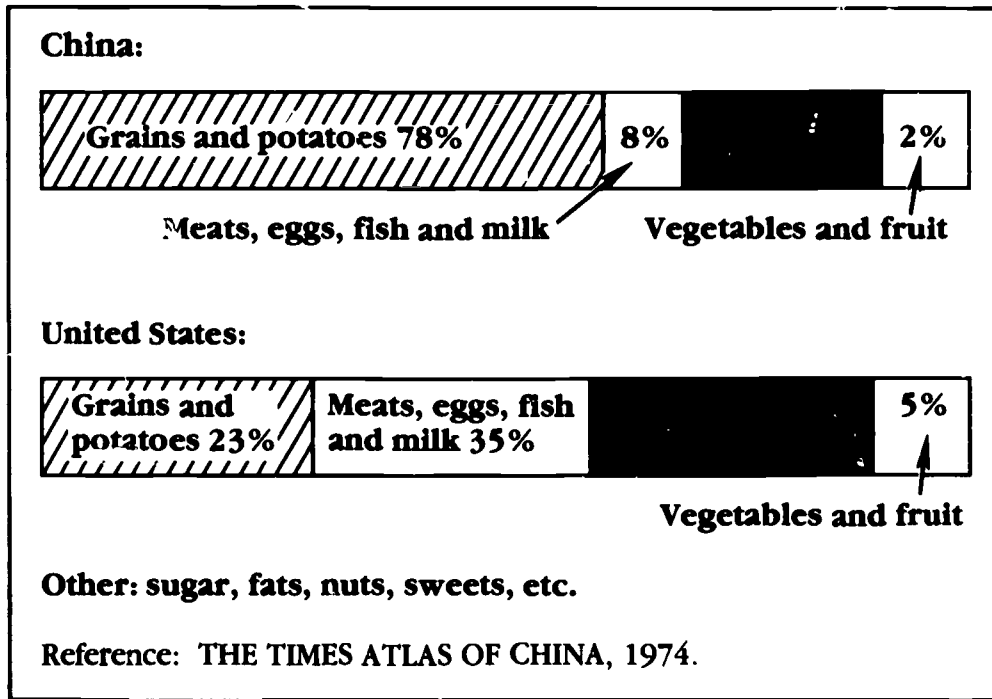 China:
Grains and potatoes 78%
8%
2%
Meats, eggs, fish and milk
Vegetables and fruit
United States:
Grains and
potatoes 23%
Meats, eggs, fish
and milk 35%
5%
Vegetables and fruit
Other: sugar, fats, nuts, sweets, etc.
Reference: THE TIMES ATLAS OF CHINA, 1974.